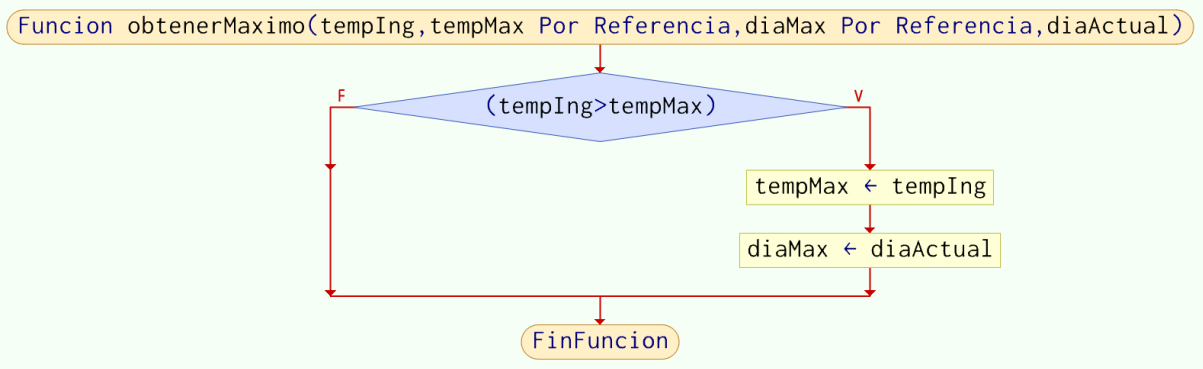 Funcion obtenerMaximo(tempIng,tempMax Por Referencia,diaMax Por Referencia,diaActual)
F
(tempIng>tempMax)
V
tempMax ← tempIng
diaMax ← diaActual
FinFuncion